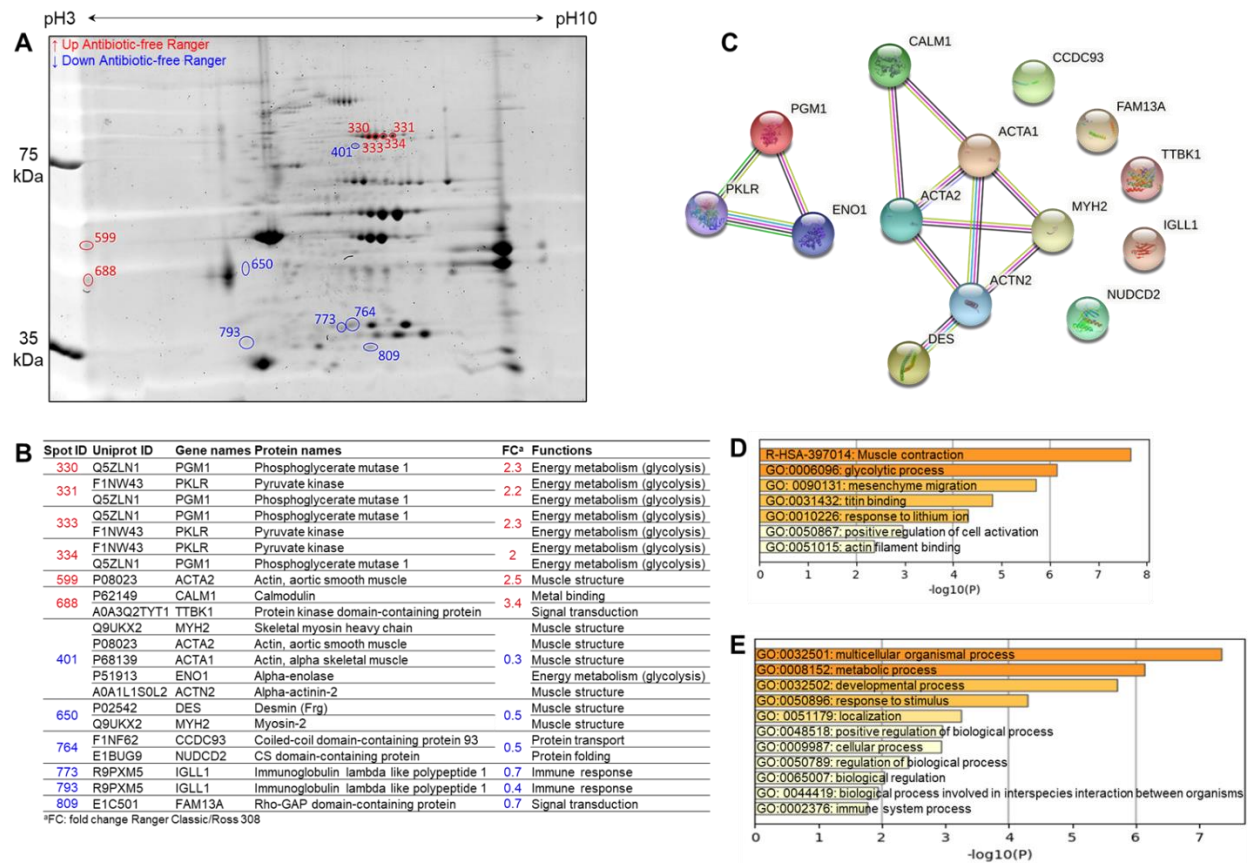 pH3 pH10
A
↑ Up Antibiotic-free Ranger
↓ Down Antibiotic-free Ranger
75
kDa
35
kDa
330
331
401
333
334
599
688
650
793
773
764
809
C
CALM1
CCDC93
PGM1
FAM13A
ACTA1
TTBK1
PKLR
ACTA2
MYH2
ENO1
IGLL1
ACTN2
NUDCD2
DES
B
Spot ID Uniprot ID Gene names Protein names FCᵃ Functions
330 Q5ZLN1 PGM1 Phosphoglycerate mutase 1 2.3 Energy metabolism (glycolysis)
331 F1NW43 PKLR Pyruvate kinase 2.2 Energy metabolism (glycolysis)
Q5ZLN1 PGM1 Phosphoglycerate mutase 1 Energy metabolism (glycolysis)
333 Q5ZLN1 PGM1 Phosphoglycerate mutase 1 2.3 Energy metabolism (glycolysis)
F1NW43 PKLR Pyruvate kinase Energy metabolism (glycolysis)
334 F1NW43 PKLR Pyruvate kinase 2 Energy metabolism (glycolysis)
Q5ZLN1 PGM1 Phosphoglycerate mutase 1 Energy metabolism (glycolysis)
599 P08023 ACTA2 Actin, aortic smooth muscle 2.5 Muscle structure
688 P62149 CALM1 Calmodulin 3.4 Metal binding
A0A3Q2TYT1 TTBK1 Protein kinase domain-containing protein Signal transduction
401 Q9UKX2 MYH2 Skeletal myosin heavy chain 0.3 Muscle structure
P08023 ACTA2 Actin, aortic smooth muscle Muscle structure
P68139 ACTA1 Actin, alpha skeletal muscle Muscle structure
P51913 ENO1 Alpha-enolase Energy metabolism (glycolysis)
A0A1L1S0L2 ACTN2 Alpha-actinin-2 Muscle structure
650 P02542 DES Desmin (Frg) 0.5 Muscle structure
Q9UKX2 MYH2 Myosin-2 Muscle structure
764 F1NF62 CCDC93 Coiled-coil domain-containing protein 93 0.5 Protein transport
E1BUG9 NUDCD2 CS domain-containing protein Protein folding
773 R9PXM5 IGLL1 Immunoglobulin lambda like polypeptide 1 0.7 Immune response
793 R9PXM5 IGLL1 Immunoglobulin lambda like polypeptide 1 0.4 Immune response
809 E1C501 FAM13A Rho-GAP domain-containing protein 0.7 Signal transduction
ᵃFC: fold change Ranger Classic/Ross 308
D
R-HSA-397014: Muscle contraction
GO:0006096: glycolytic process
GO: 0090131: mesenchyme migration
GO:0031432: titin binding
GO:0010226: response to lithium ion
GO:0050867: positive regulation of cell activation
GO:0051015: actin filament binding
0 1 2 3 4 5 6 7 8
-log10(P)
E
GO:0032501: multicellular organismal process
GO:0008152: metabolic process
GO:0032502: developmental process
GO:0050896: response to stimulus
GO: 0051179: localization
GO:0048518: positive regulation of biological process
GO:0009987: cellular process
GO:0050789: regulation of biological process
GO:0065007: biological regulation
GO: 0044419: biological process involved in interspecies interaction between organisms
GO:0002376: immune system process
0 1 2 3 4 5 6 7
-log10(P)